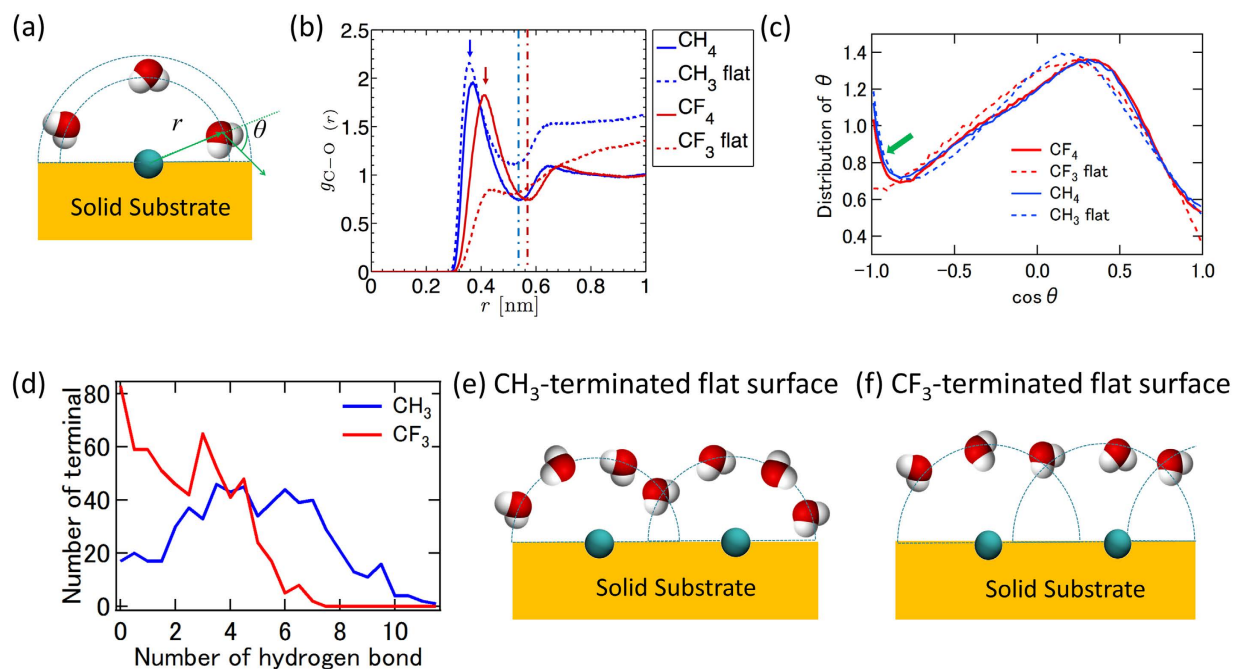 (a)
r
θ
Solid Substrate
(b)
g_C–O (r)
2.5
2
1.5
1
0.5
0
0 0.2 0.4 0.6 0.8 1
r [nm]
CH₄
CH₃ flat
CF₄
CF₃ flat
(c)
Distribution of θ
1.4
1.2
1.0
0.8
0.6
0.4
CF₄
CF₃ flat
CH₄
CH₃ flat
−1.0 −0.5 0.0 0.5 1.0
cos θ
(d)
Number of terminal
80
60
40
20
0
CH₃
CF₃
0 2 4 6 8 10
Number of hydrogen bond
(e) CH₃-terminated flat surface
Solid Substrate
(f) CF₃-terminated flat surface
Solid Substrate